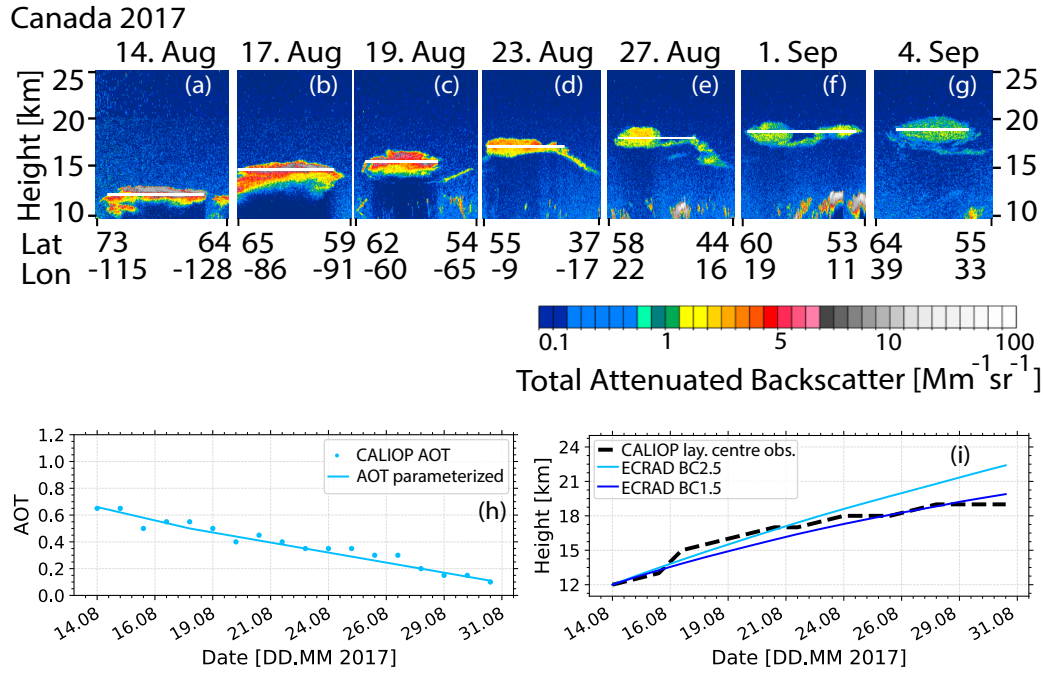 Canada 2017
14. Aug 17. Aug 19. Aug 23. Aug 27. Aug 1. Sep 4. Sep
(a) (b) (c) (d) (e) (f) (g)
Height [km]
25 25
20 20
15 15
10 10
Lat 73 64 65 59 62 54 55 37 58 44 60 53 64 55
Lon -115 -128 -86 -91 -60 -65 -9 -17 22 16 19 11 39 33
0.1 1 5 10 100
Total Attenuated Backscatter [Mm-1sr-1]
AOT
1.2
1.0
0.8
0.6
0.4
0.2
0.0
CALIOP AOT
AOT parameterized
(h)
14.08 16.08 19.08 21.08 24.08 26.08 29.08 31.08
Date [DD.MM 2017]
Height [km]
24
21
18
15
12
CALIOP lay. centre obs.
ECRAD BC2.5
ECRAD BC1.5
(i)
14.08 16.08 19.08 21.08 24.08 26.08 29.08 31.08
Date [DD.MM 2017]